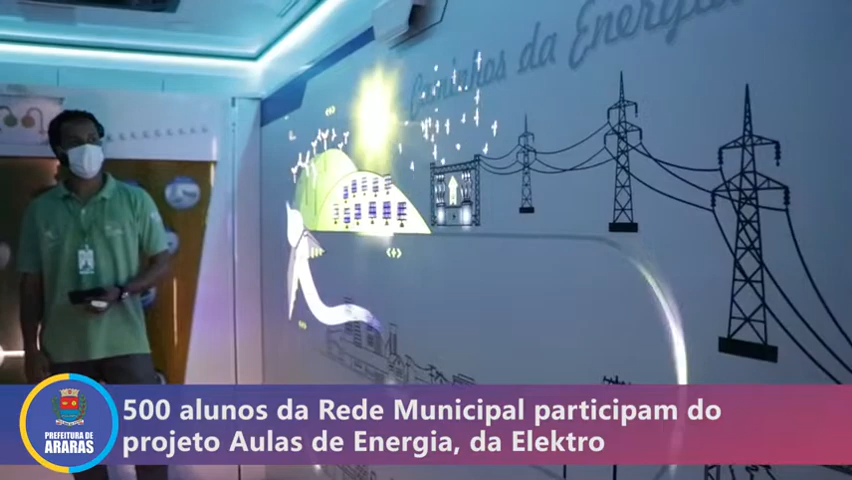 Caminhos da Energia
500 alunos da Rede Municipal participam do
projeto Aulas de Energia, da Elektro
PREFEITURA DE
ARARAS